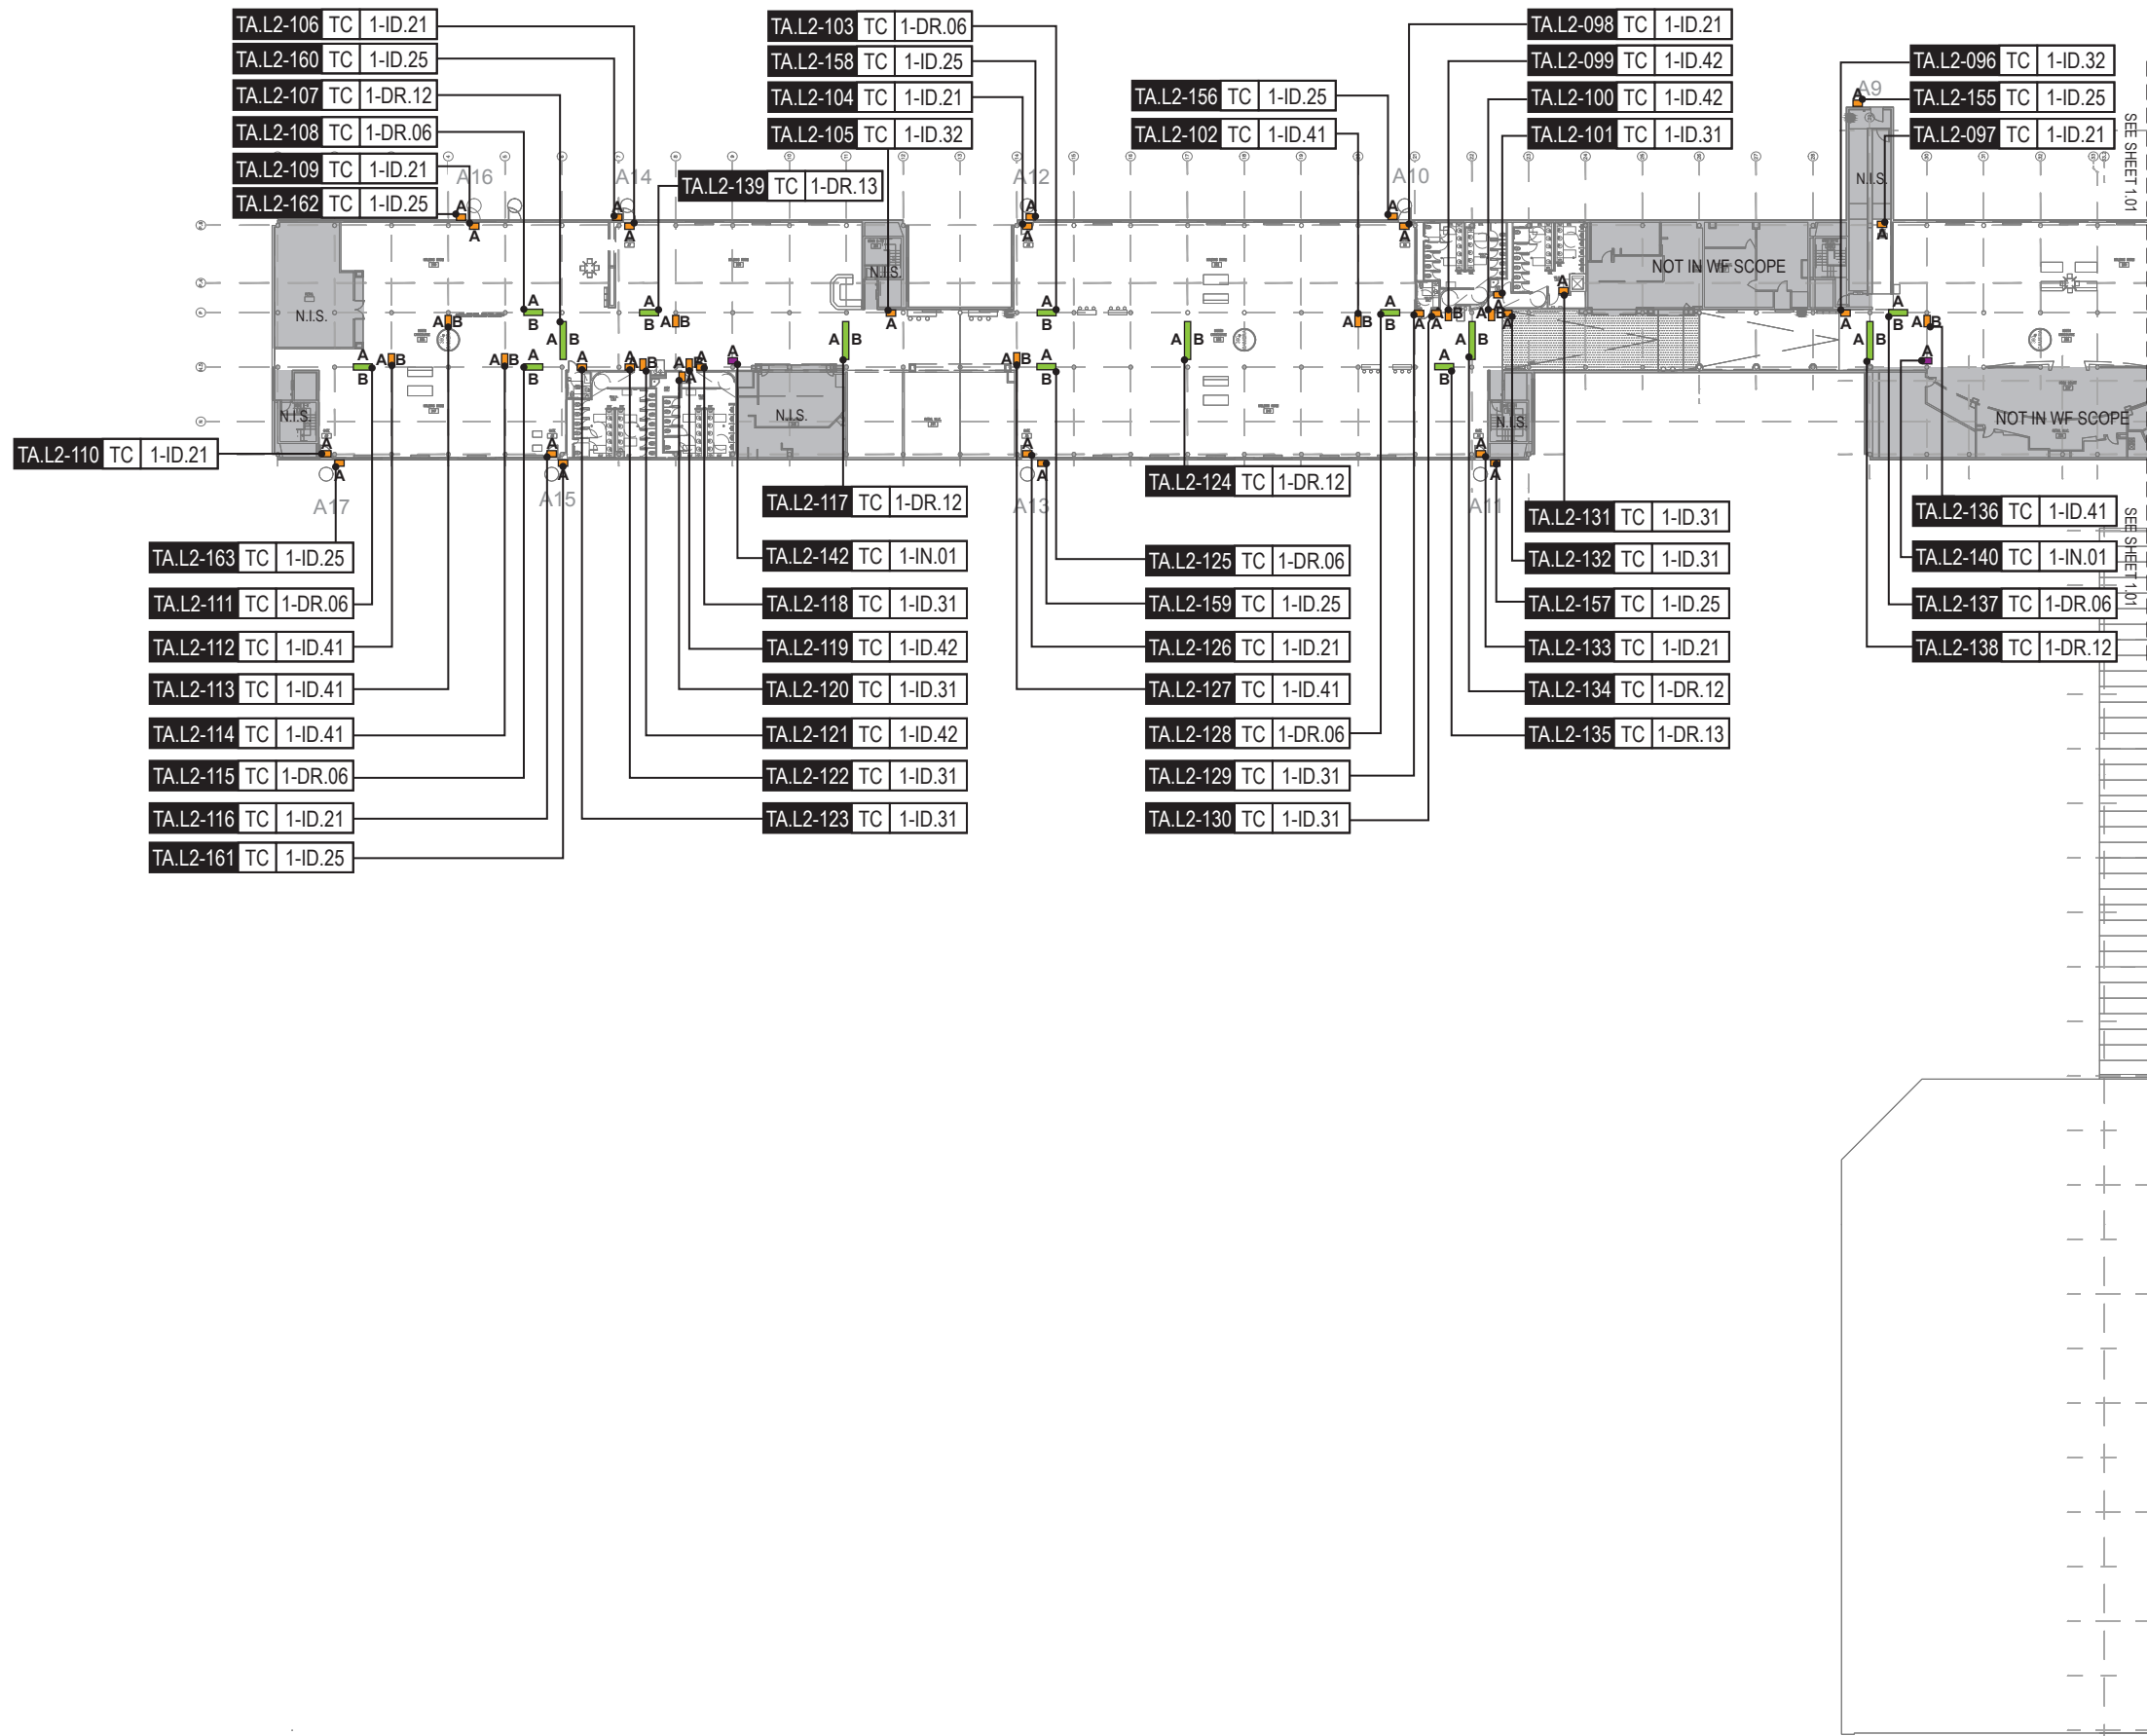 TA.L2-106 TC 1-ID.21
TA.L2-160 TC 1-ID.25
TA.L2-107 TC 1-DR.12
TA.L2-108 TC 1-DR.06
TA.L2-109 TC 1-ID.21
TA.L2-162 TC 1-ID.25
TA.L2-103 TC 1-DR.06
TA.L2-158 TC 1-ID.25
TA.L2-104 TC 1-ID.21
TA.L2-105 TC 1-ID.32
TA.L2-139 TC 1-DR.13
TA.L2-156 TC 1-ID.25
TA.L2-102 TC 1-ID.41
TA.L2-098 TC 1-ID.21
TA.L2-099 TC 1-ID.42
TA.L2-100 TC 1-ID.42
TA.L2-101 TC 1-ID.31
TA.L2-096 TC 1-ID.32
TA.L2-155 TC 1-ID.25
TA.L2-097 TC 1-ID.21
SEE SHEET 1.01
A16
A14
A12
A10
A9
N.I.S.
N.I.S.
NOT IN WF SCOPE
N.I.S.
N.I.S.
N.I.S.
N.I.S.
NOT IN WF SCOPE
A17
A15
A13
A11
TA.L2-110 TC 1-ID.21
TA.L2-163 TC 1-ID.25
TA.L2-111 TC 1-DR.06
TA.L2-112 TC 1-ID.41
TA.L2-113 TC 1-ID.41
TA.L2-114 TC 1-ID.41
TA.L2-115 TC 1-DR.06
TA.L2-116 TC 1-ID.21
TA.L2-161 TC 1-ID.25
TA.L2-117 TC 1-DR.12
TA.L2-142 TC 1-IN.01
TA.L2-118 TC 1-ID.31
TA.L2-119 TC 1-ID.42
TA.L2-120 TC 1-ID.31
TA.L2-121 TC 1-ID.42
TA.L2-122 TC 1-ID.31
TA.L2-123 TC 1-ID.31
TA.L2-124 TC 1-DR.12
TA.L2-125 TC 1-DR.06
TA.L2-159 TC 1-ID.25
TA.L2-126 TC 1-ID.21
TA.L2-127 TC 1-ID.41
TA.L2-128 TC 1-DR.06
TA.L2-129 TC 1-ID.31
TA.L2-130 TC 1-ID.31
TA.L2-131 TC 1-ID.31
TA.L2-132 TC 1-ID.31
TA.L2-157 TC 1-ID.25
TA.L2-133 TC 1-ID.21
TA.L2-134 TC 1-DR.12
TA.L2-135 TC 1-DR.13
TA.L2-136 TC 1-ID.41
TA.L2-140 TC 1-IN.01
TA.L2-137 TC 1-DR.06
TA.L2-138 TC 1-DR.12
SEE SHEET 1.01